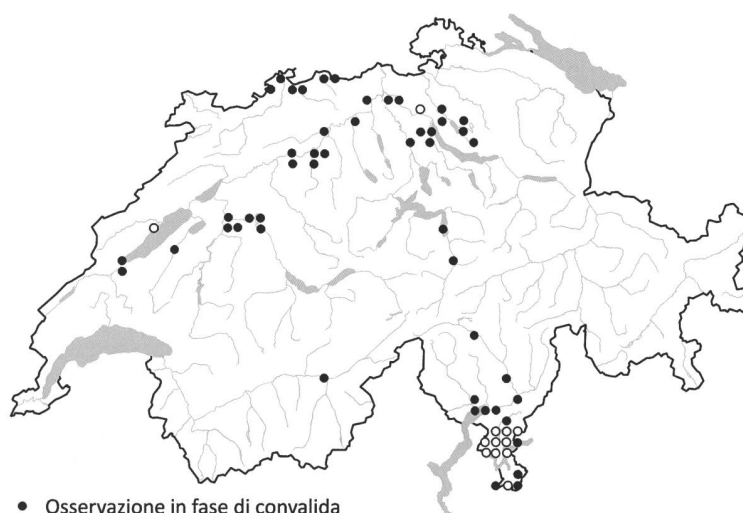 ● Osservazione in fase di convalida